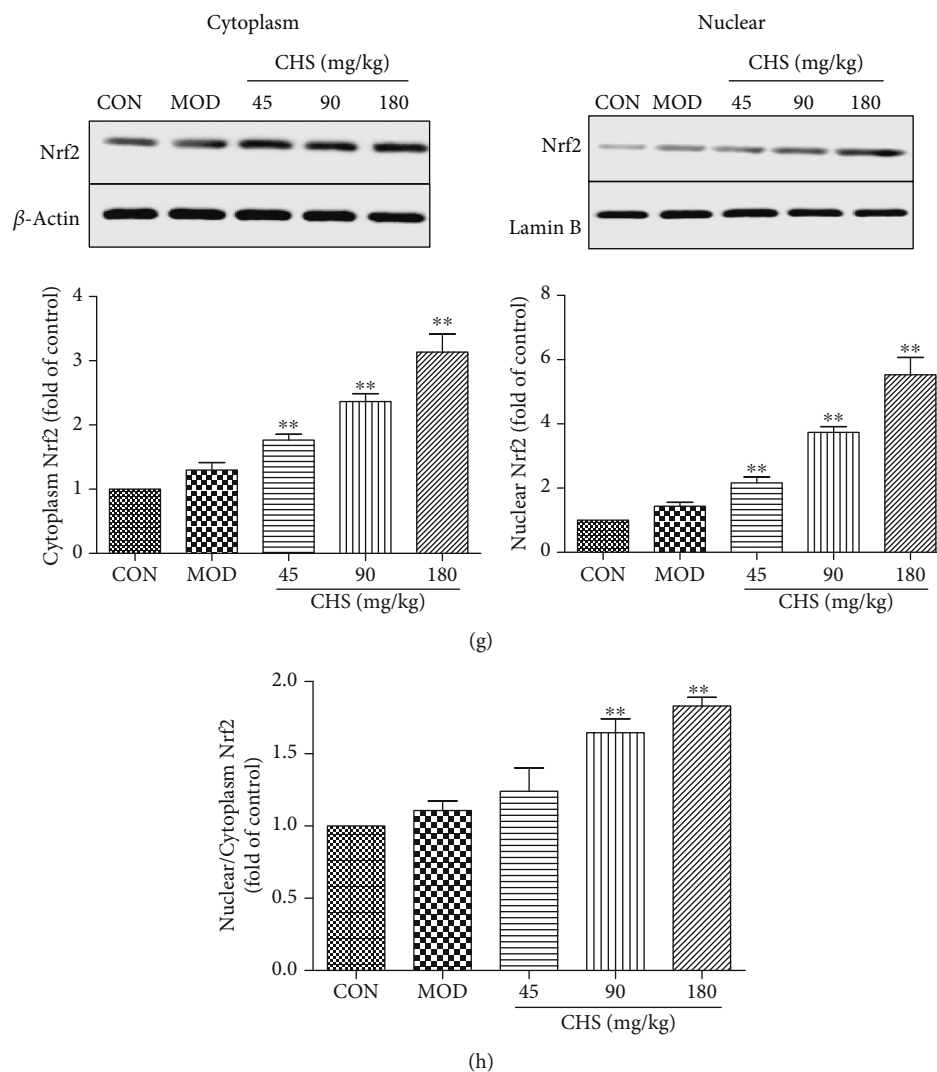 Cytoplasm
CHS (mg/kg)
CON MOD 45 90 180
Nrf2
β-Actin
Nuclear
CHS (mg/kg)
CON MOD 45 90 180
Nrf2
Lamin B
Cytoplasm Nrf2 (fold of control)
4
3
2
1
0
**
**
**
CON MOD 45 90 180
CHS (mg/kg)
Nuclear Nrf2 (fold of control)
8
6
4
2
0
**
**
**
CON MOD 45 90 180
CHS (mg/kg)
(g)
Nuclear/Cytoplasm Nrf2
(fold of control)
2.0
1.5
1.0
0.5
0.0
**
**
CON MOD 45 90 180
CHS (mg/kg)
(h)